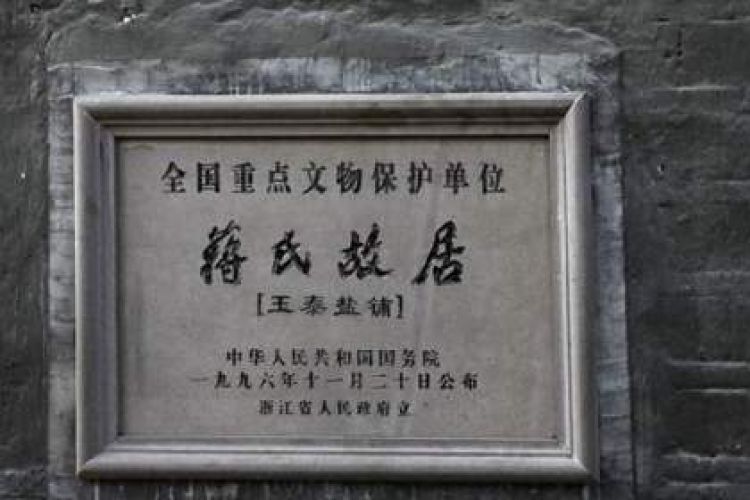 全国重点文物保护单位
蒋氏故居
[王泰盐铺]
中华人民共和国国务院
一九九六年十一月二十日公布
浙江省人民政府立